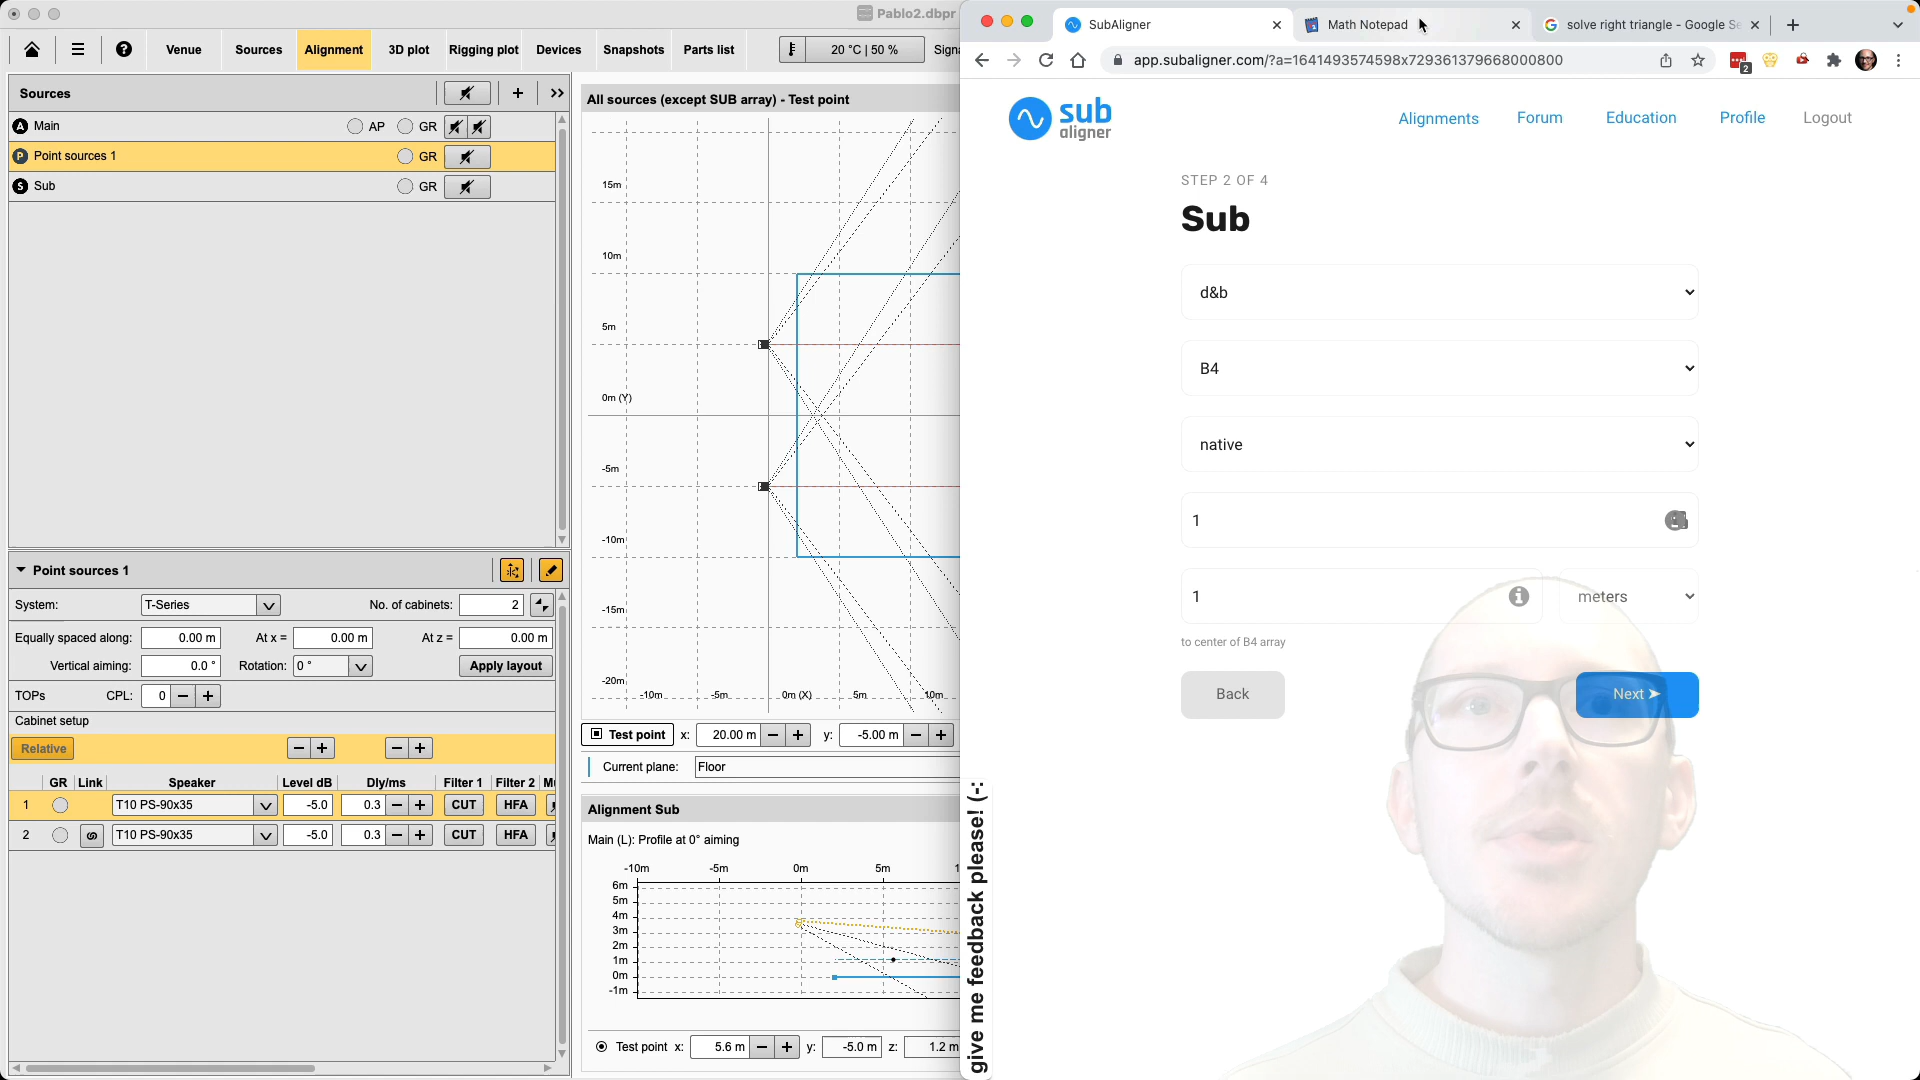 Pablo2.dbpr
Venue
Sources
Alignment
3D plot
Rigging plot
Devices
Snapshots
Parts list
20 °C | 50 %
Signa
Sources
+
>>
A Main
AP
GR
P Point sources 1
GR
S Sub
GR
Point sources 1
System:
T-Series
No. of cabinets:
2
Equally spaced along:
0.00 m
At x =
0.00 m
At z =
0.00 m
Vertical aiming:
0.0 °
Rotation:
0 °
Apply layout
TOPs
CPL:
0
Cabinet setup
Relative
GR
Link
Speaker
Level dB
Dly/ms
Filter 1
Filter 2
1
T10 PS-90x35
-5.0
0.3
CUT
HFA
2
T10 PS-90x35
-5.0
0.3
CUT
HFA
All sources (except SUB array) - Test point
15m
10m
5m
0m (Y)
-5m
-10m
-15m
-20m
-10m
-5m
0m (X)
5m
10m
Test point
x:
20.00 m
y:
-5.00 m
Current plane:
Floor
Alignment Sub
Main (L): Profile at 0° aiming
-10m
-5m
0m
5m
6m
5m
4m
3m
2m
1m
0m
-1m
Test point
x:
5.6 m
y:
-5.0 m
z:
1.2 m
SubAligner
Math Notepad
solve right triangle - Google Se
app.subaligner.com/?a=1641493574598x729361379668000800
2
sub
aligner
Alignments
Forum
Education
Profile
Logout
STEP 2 OF 4
Sub
d&b
B4
native
1
1
meters
to center of B4 array
Back
Next ➤
give me feedback please! (-: